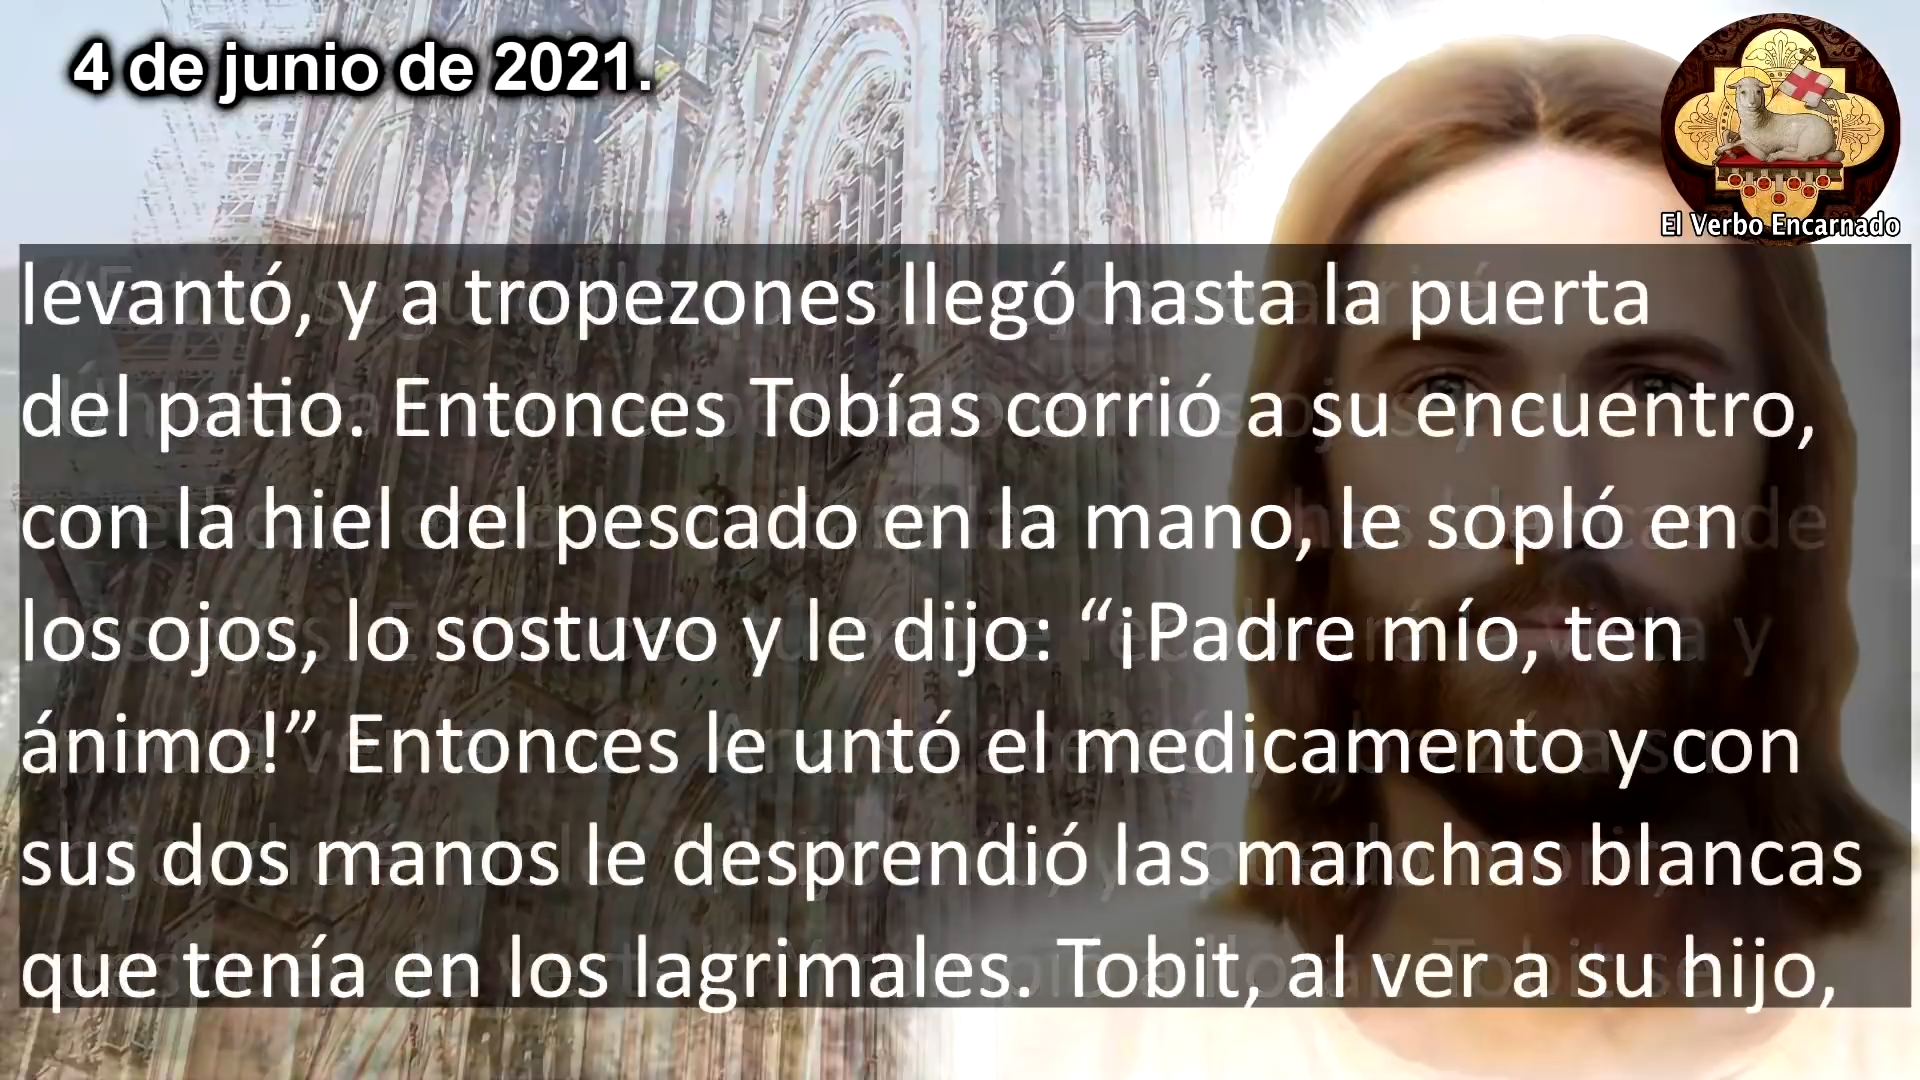 4 de junio de 2021.
El Verbo Encarnado
levantó, y a tropezones llegó hasta la puerta
del patio. Entonces Tobías corrió a su encuentro,
con la hiel del pescado en la mano, le sopló en
los ojos, lo sostuvo y le dijo: “¡Padre mío, ten
ánimo!” Entonces le untó el medicamento y con
sus dos manos le desprendió las manchas blancas
que tenía en los lagrimales. Tobit, al ver a su hijo,